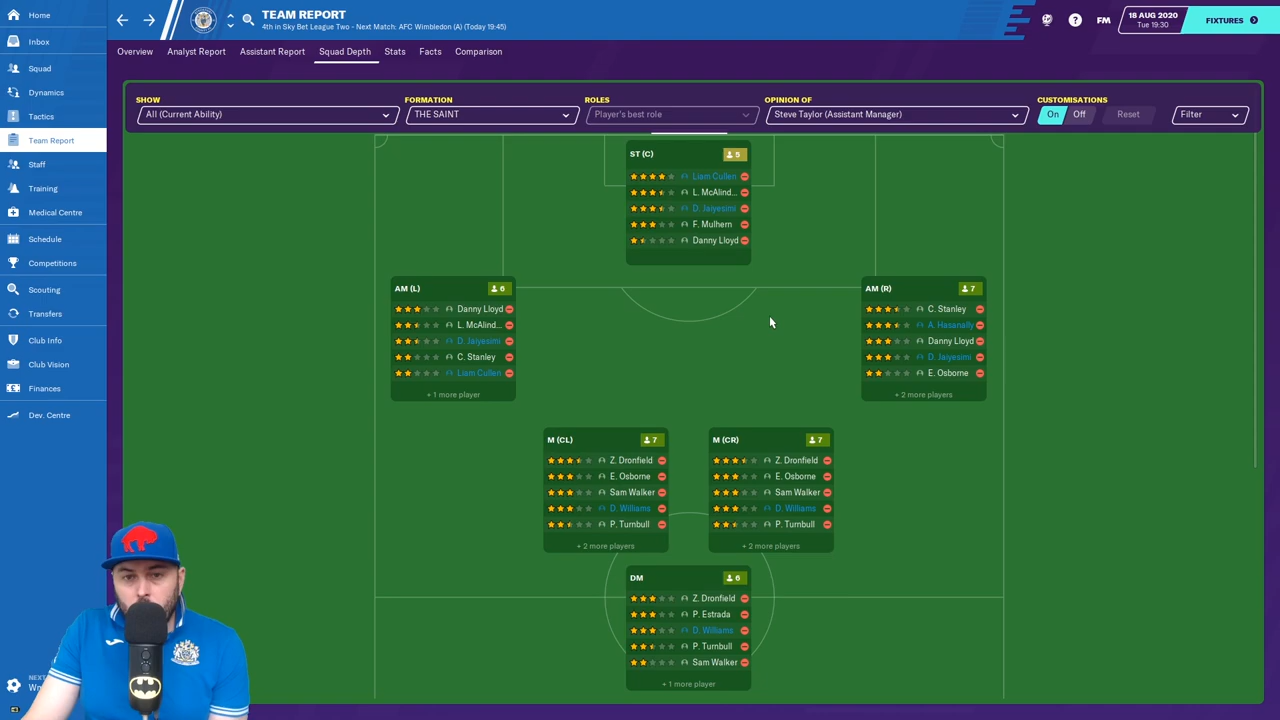 Home
Inbox
Squad
Dynamics
Tactics
Team Report
Staff
Training
Medical Centre
Schedule
Competitions
Scouting
Transfers
Club Info
Club Vision
Finances
Dev. Centre
NEXT
TEAM REPORT
4th in Sky Bet League Two - Next Match: AFC Wimbledon (A) (Today 19:45)
FM
18 AUG 2020
Tue 19:30
FIXTURES
Overview
Analyst Report
Assistant Report
Squad Depth
Stats
Facts
Comparison
SHOW
All (Current Ability)
FORMATION
THE SAINT
ROLES
Player's best role
OPINION OF
Steve Taylor (Assistant Manager)
CUSTOMISATIONS
On
Off
Reset
Filter
ST (C)
5
Liam Cullen
L. McAlind...
D. Jaiyesimi
F. Mulhern
Danny Lloyd
AM (L)
6
Danny Lloyd
L. McAlind...
D. Jaiyesimi
C. Stanley
Liam Cullen
+ 1 more player
AM (R)
7
C. Stanley
A. Hasanally
Danny Lloyd
D. Jaiyesimi
E. Osborne
+ 2 more players
M (CL)
7
Z. Dronfield
E. Osborne
Sam Walker
D. Williams
P. Turnbull
+ 2 more players
M (CR)
7
Z. Dronfield
E. Osborne
Sam Walker
D. Williams
P. Turnbull
+ 2 more players
DM
6
Z. Dronfield
P. Estrada
D. Williams
P. Turnbull
Sam Walker
+ 1 more player